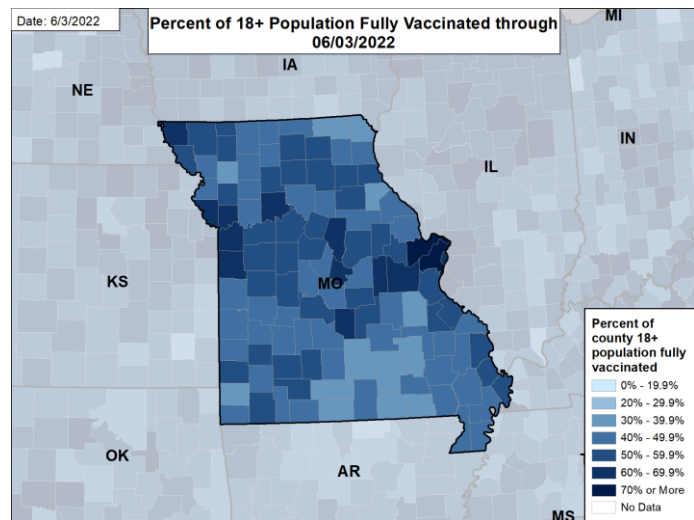 Date: 6/3/2022
Percent of 18+ Population Fully Vaccinated through
06/03/2022
MI
IA
NE
IN
IL
KS
MO
Percent of
county 18+
population fully
vaccinated
0% - 19.9%
20% - 29.9%
30% - 39.9%
40% - 49.9%
50% - 59.9%
60% - 69.9%
70% or More
No Data
OK
AR
MS